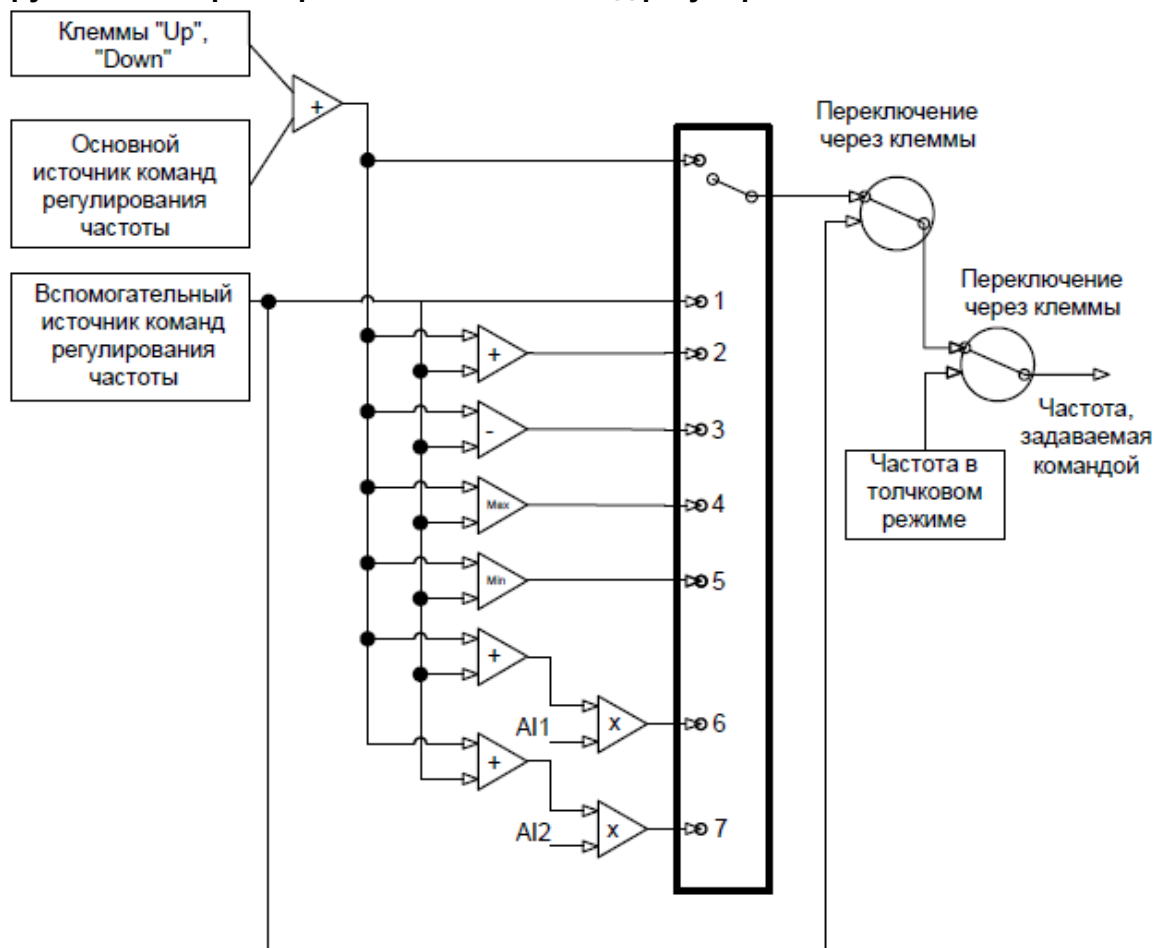 Клеммы "Up",
"Down"
+
Основной
источник команд
регулирования
частоты
Вспомогательный
источник команд
регулирования
частоты
Переключение
через клеммы
Переключение
через клеммы
1
+
2
-
3
Max
4
Min
5
+
AI1
x
6
+
AI2
x
7
Частота,
задаваемая
командой
Частота в
толчковом
режиме